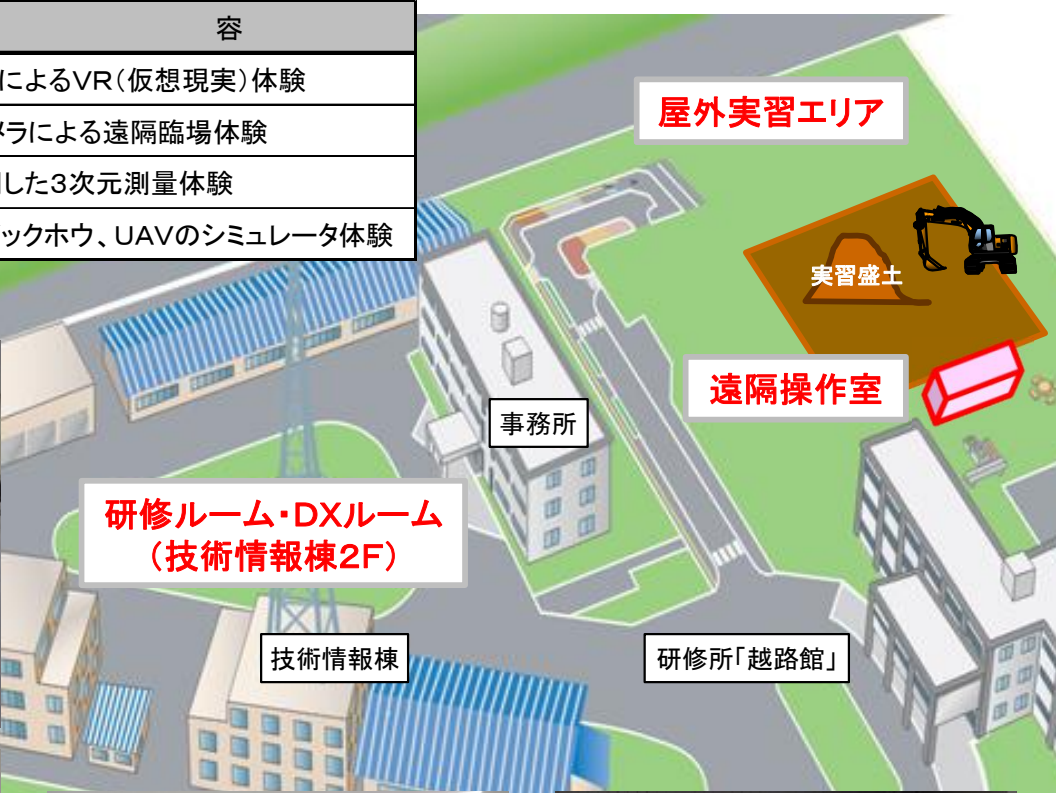 容
によるVR(仮想現実)体験
メラによる遠隔臨場体験
した3次元測量体験
ックホウ、UAVのシミュレータ体験
屋外実習エリア
実習盛土
遠隔操作室
事務所
研修ルーム・DXルーム
(技術情報棟2F)
技術情報棟
研修所「越路館」